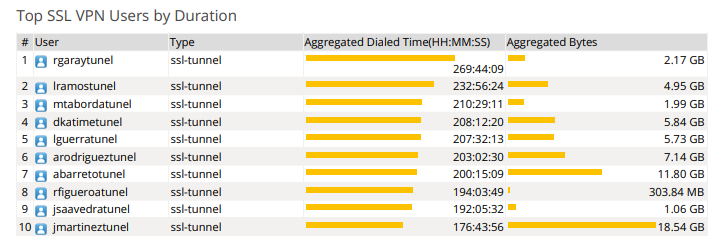 Top SSL VPN Users by Duration
# User Type Aggregated Dialed Time(HH:MM:SS) Aggregated Bytes
1 rgaraytunel ssl-tunnel 269:44:09 2.17 GB
2 lramostunel ssl-tunnel 232:56:24 4.95 GB
3 mtabordatunel ssl-tunnel 210:29:11 1.99 GB
4 dkatimetunel ssl-tunnel 208:12:20 5.84 GB
5 lguerratunel ssl-tunnel 207:32:13 5.73 GB
6 arodrigueztunel ssl-tunnel 203:02:30 7.14 GB
7 abarretotunel ssl-tunnel 200:15:09 11.80 GB
8 rfigueroatunel ssl-tunnel 194:03:49 303.84 MB
9 jsaavedratunel ssl-tunnel 192:05:32 1.06 GB
10 jmartineztunel ssl-tunnel 176:43:56 18.54 GB